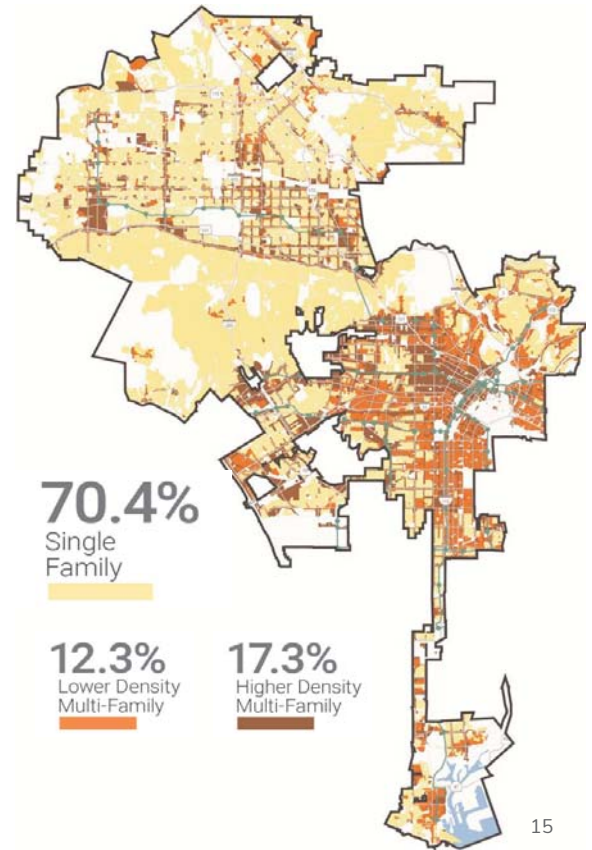 70.4%
Single
Family
12.3%
Lower Density
Multi-Family
17.3%
Higher Density
Multi-Family
15